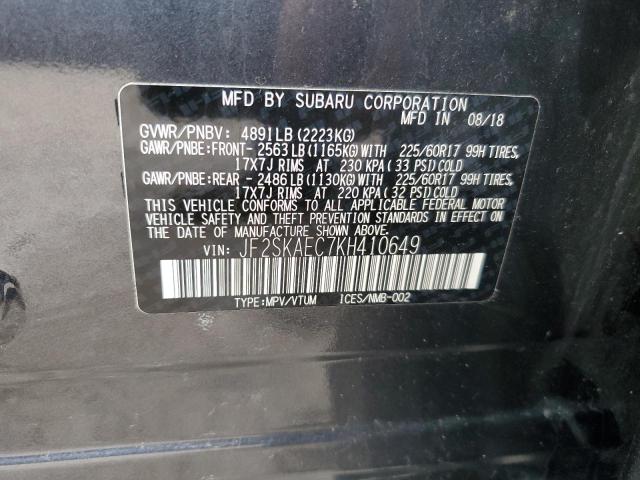 MFD BY SUBARU CORPORATION
MFD IN 08/18
GVWR/PNBV: 4891LB(2223KG)
GAWR/PNBE:FRONT- 2563LB(1165KG)WITH 225/60R17 99H TIRES,
17X7J RIMS AT 230 KPA(33 PSI)COLD
GAWR/PNBE:REAR - 2486LB(1130KG)WITH 225/60R17 99H TIRES,
17X7J RIMS AT 220 KPA(32 PSI)COLD
THIS VEHICLE CONFORMS TO ALL APPLICABLE FEDERAL MOTOR
VEHICLE SAFETY AND THEFT PREVENTION STANDARDS IN EFFECT ON
THE DATE OF MANUFACTURE SHOWN ABOVE.
VIN: JF2SKAEC7KH410649
TYPE:MPV/VTUM ICES/NMB-002